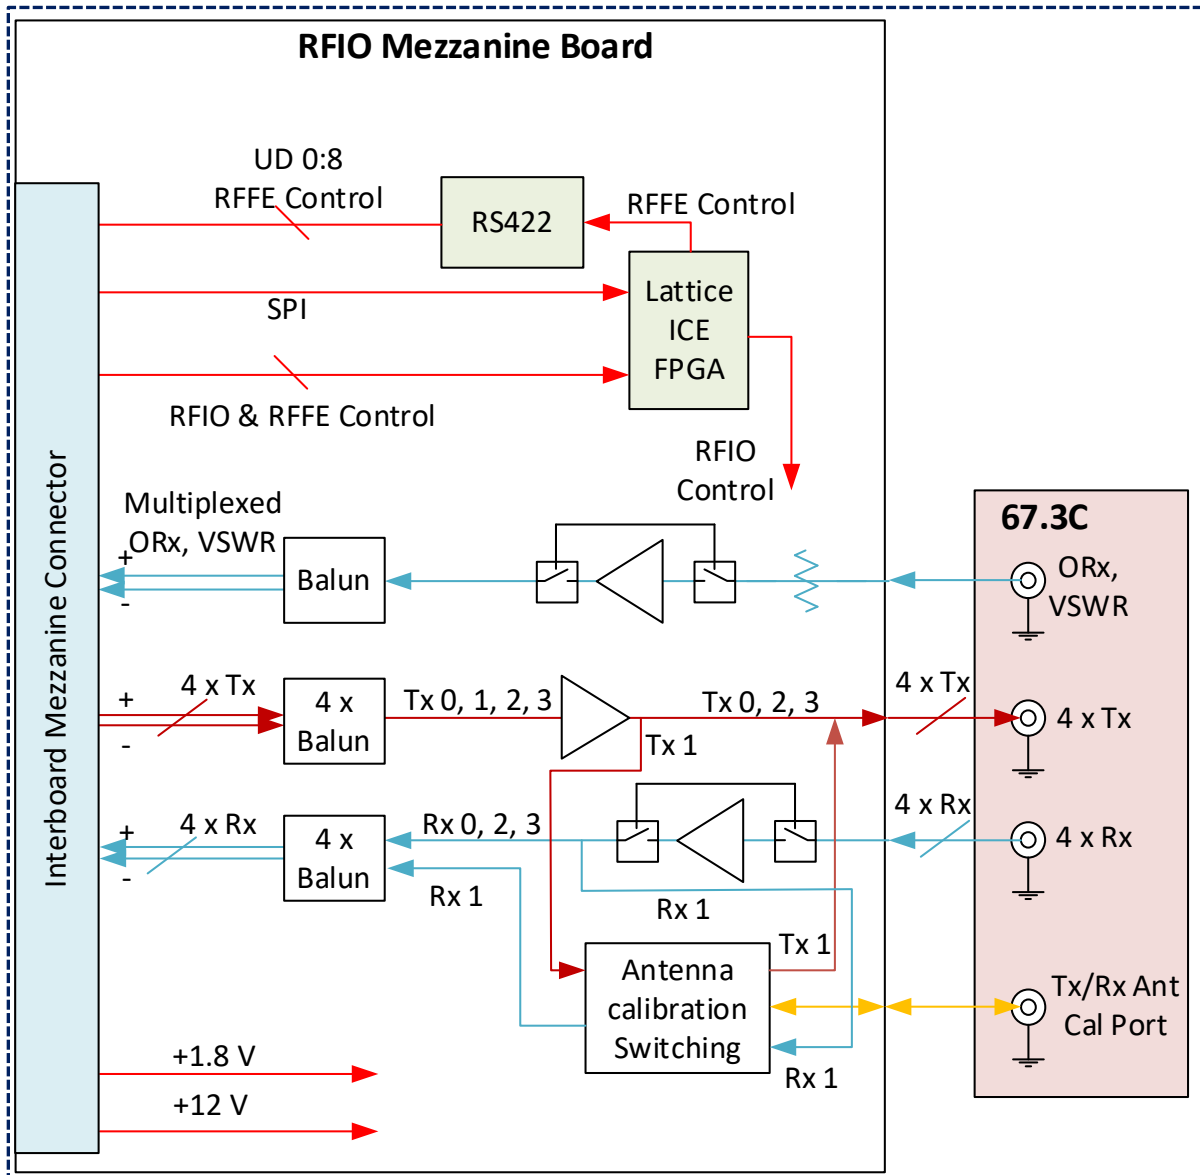 RFIO Mezzanine Board
UD 0:8
RFFE Control
RS422
RFFE Control
Lattice
ICE
FPGA
SPI
RFIO & RFFE Control
RFIO
Control
Interboard Mezzanine Connector
Multiplexed
ORx, VSWR
+
-
Balun
67.3C
ORx,
VSWR
+
-
4 x Tx
4 x
Balun
Tx 0, 1, 2, 3
Tx 0, 2, 3
Tx 1
4 x Tx
4 x Tx
+
-
4 x Rx
4 x
Balun
Rx 0, 2, 3
Rx 1
Rx 1
4 x Rx
4 x Rx
Tx 1
Antenna
calibration
Switching
Rx 1
Tx/Rx Ant
Cal Port
+1.8 V
+12 V